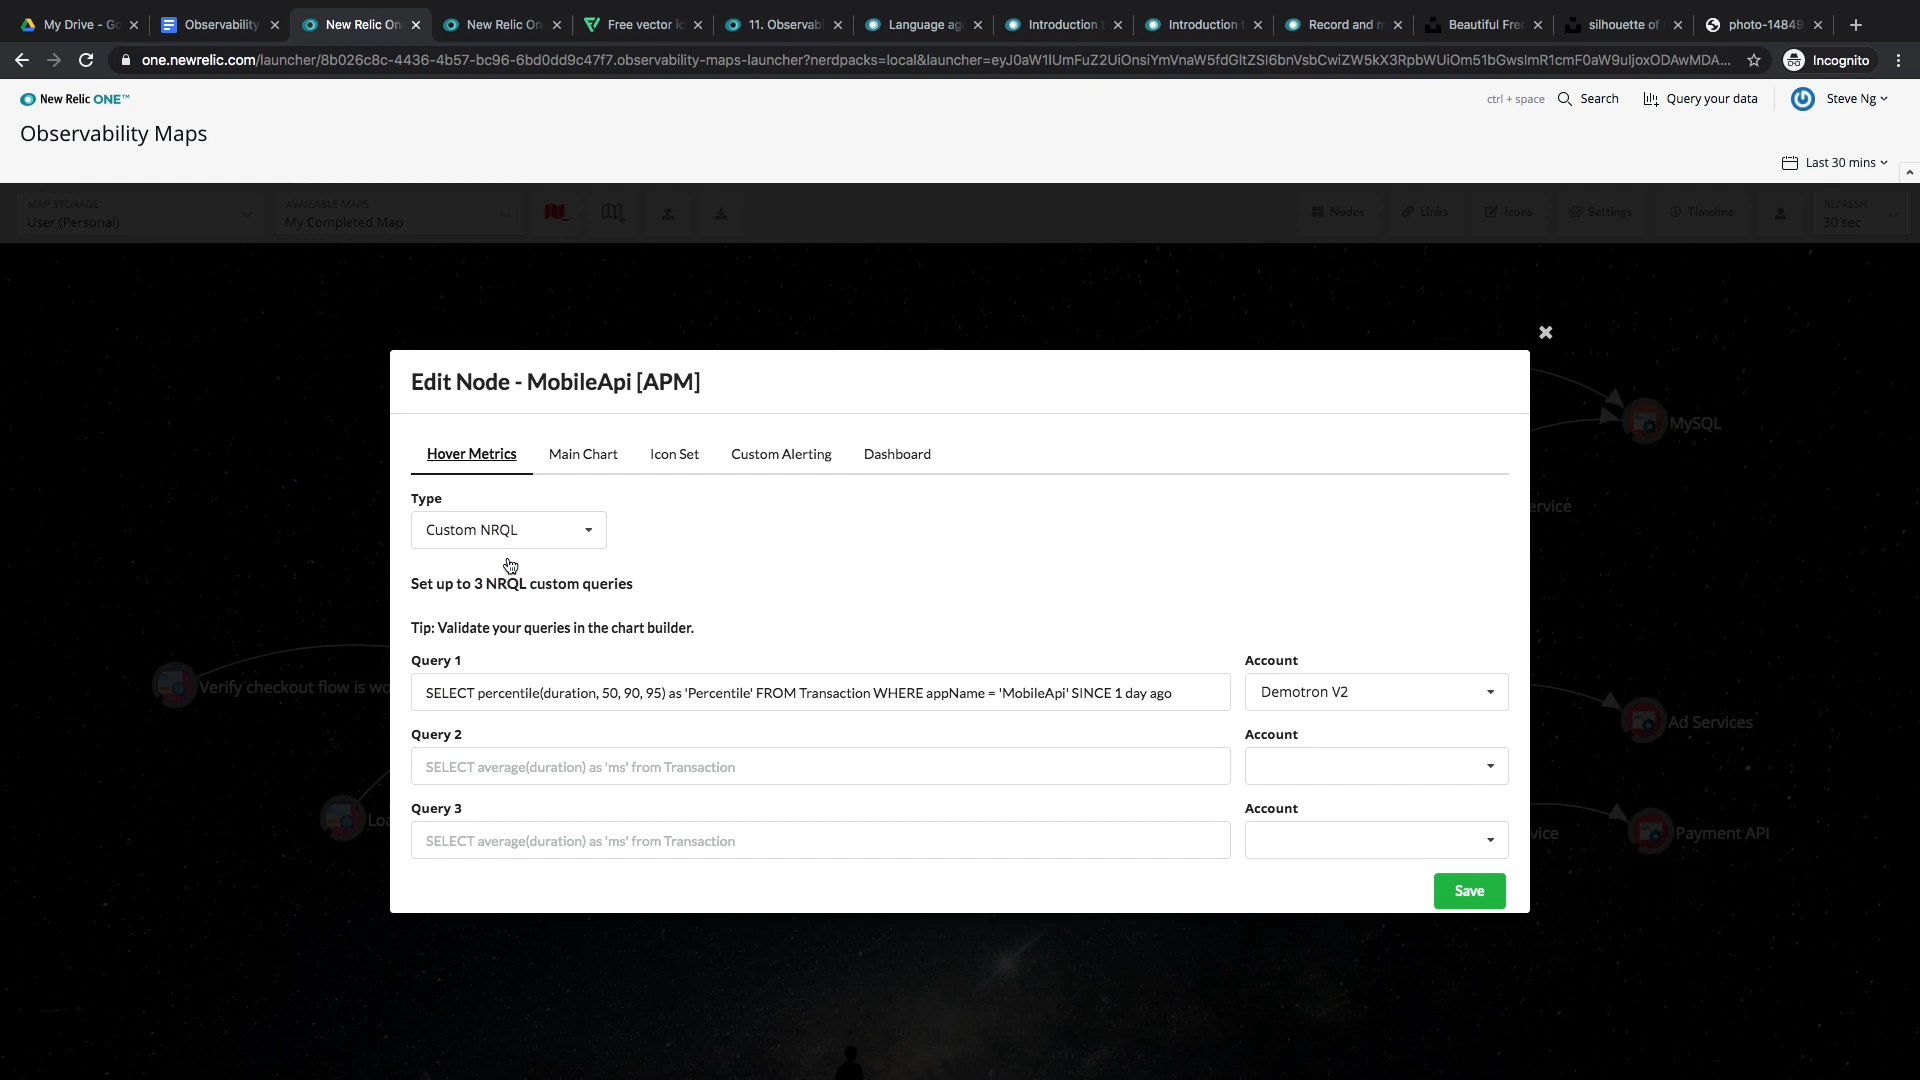 My Drive - Go
Observability
New Relic On
New Relic On
Free vector ic
11. Observabi
Language age
Introduction t
Introduction t
Record and m
Beautiful Free
silhouette of
photo-14849
one.newrelic.com/launcher/8b026c8c-4436-4b57-bc96-6bd0dd9c47f7.observability-maps-launcher?nerdpacks=local&launcher=eyJ0aW1lUmFuZ2UiOnsiYmVnaW5fdGltZSI6bnVsbCwiZW5kX3RpbWUiOm51bGwsImR1cmF0aW9uIjoxODAwMDA...
Incognito
New Relic ONE™
ctrl + space
Search
Query your data
Steve Ng
Observability Maps
Last 30 mins
MAP STORAGE
User (Personal)
AVAILABLE MAPS
My Completed Map
Nodes
Links
Icons
Settings
Timeline
REFRESH
30 sec
Edit Node - MobileApi [APM]
Hover Metrics
Main Chart
Icon Set
Custom Alerting
Dashboard
Type
Custom NRQL
Set up to 3 NRQL custom queries
Tip: Validate your queries in the chart builder.
Query 1
Account
SELECT percentile(duration, 50, 90, 95) as 'Percentile' FROM Transaction WHERE appName = 'MobileApi' SINCE 1 day ago
Demotron V2
Query 2
Account
SELECT average(duration) as 'ms' from Transaction
Query 3
Account
SELECT average(duration) as 'ms' from Transaction
Save
MySQL
ervice
Verify checkout flow is wo
Ad Services
Loa
vice
Payment API